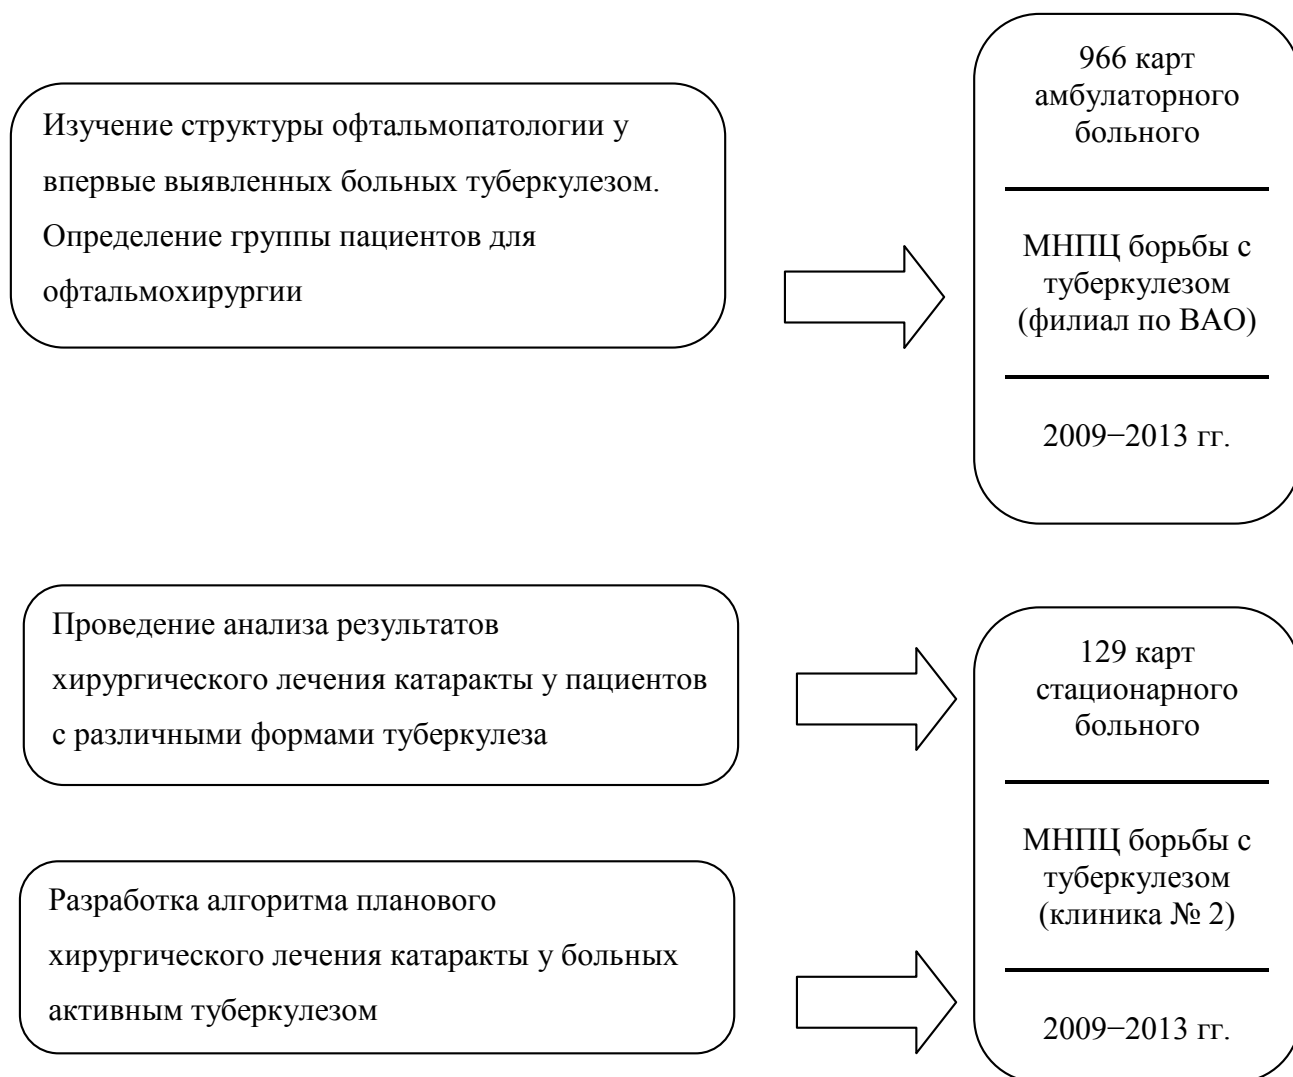 Изучение структуры офтальмопатологии у
впервые выявленных больных туберкулезом.
Определение группы пациентов для
офтальмохирургии
966 карт
амбулаторного
больного
МНПЦ борьбы с
туберкулезом
(филиал по ВАО)
2009−2013 гг.
Проведение анализа результатов
хирургического лечения катаракты у пациентов
с различными формами туберкулеза
Разработка алгоритма планового
хирургического лечения катаракты у больных
активным туберкулезом
129 карт
стационарного
больного
МНПЦ борьбы с
туберкулезом
(клиника № 2)
2009−2013 гг.